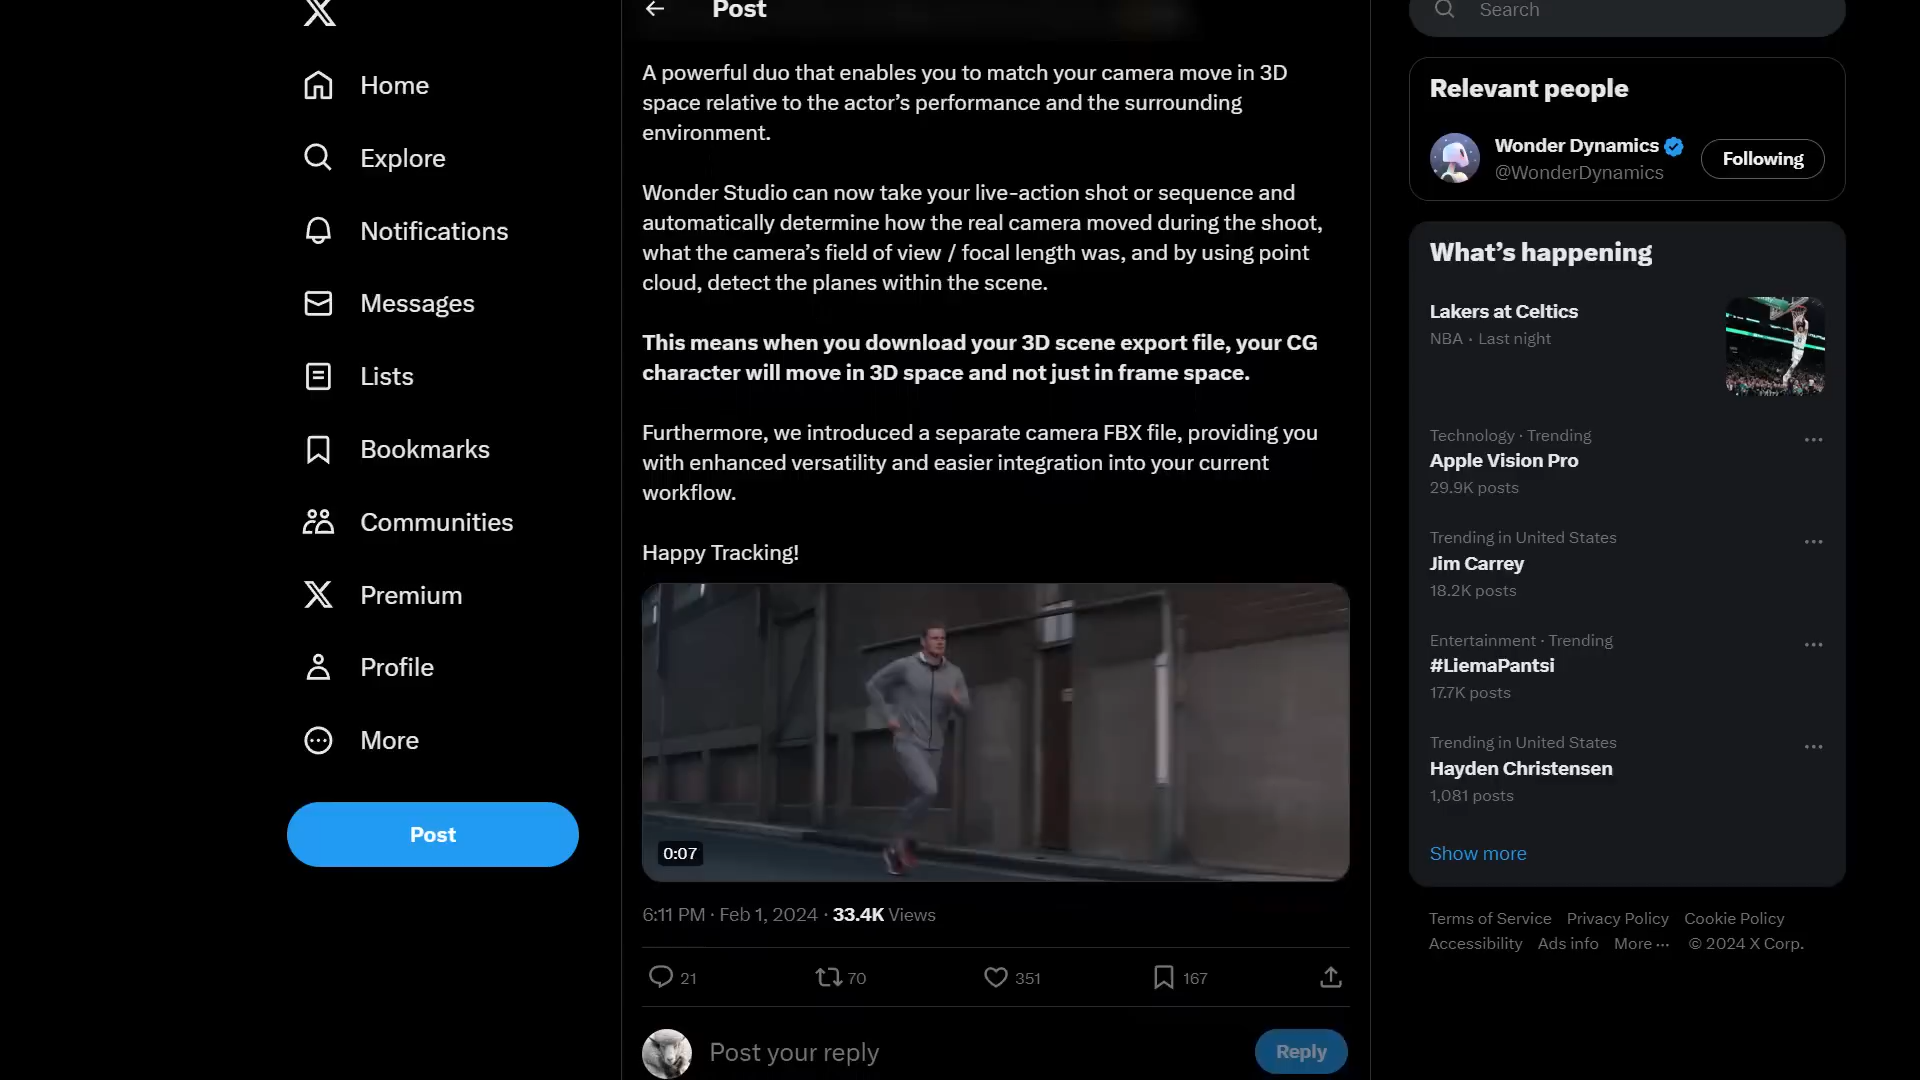 Home
Explore
Notifications
Messages
Lists
Bookmarks
Communities
Premium
Profile
More
Post
Post
A powerful duo that enables you to match your camera move in 3D
space relative to the actor’s performance and the surrounding
environment.
Wonder Studio can now take your live-action shot or sequence and
automatically determine how the real camera moved during the shoot,
what the camera’s field of view / focal length was, and by using point
cloud, detect the planes within the scene.
This means when you download your 3D scene export file, your CG
character will move in 3D space and not just in frame space.
Furthermore, we introduced a separate camera FBX file, providing you
with enhanced versatility and easier integration into your current
workflow.
Happy Tracking!
0:07
6:11 PM · Feb 1, 2024 · 33.4K Views
21 70 351 167
Post your reply
Reply
Search
Relevant people
Wonder Dynamics
@WonderDynamics
Following
What’s happening
Lakers at Celtics
NBA · Last night
Technology · Trending
Apple Vision Pro
29.9K posts
Trending in United States
Jim Carrey
18.2K posts
Entertainment · Trending
#LiemaPantsi
17.7K posts
Trending in United States
Hayden Christensen
1,081 posts
Show more
Terms of Service Privacy Policy Cookie Policy
Accessibility Ads info More ··· © 2024 X Corp.